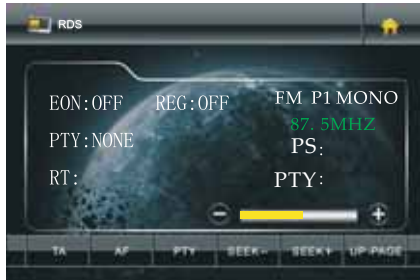 RDS
EON:OFF REG:OFF FM P1 MONO
87.5MHZ
PTY:NONE PS:
RT: PTY:
TA AF PTY SEEK- SEEK+ UP-PAGE